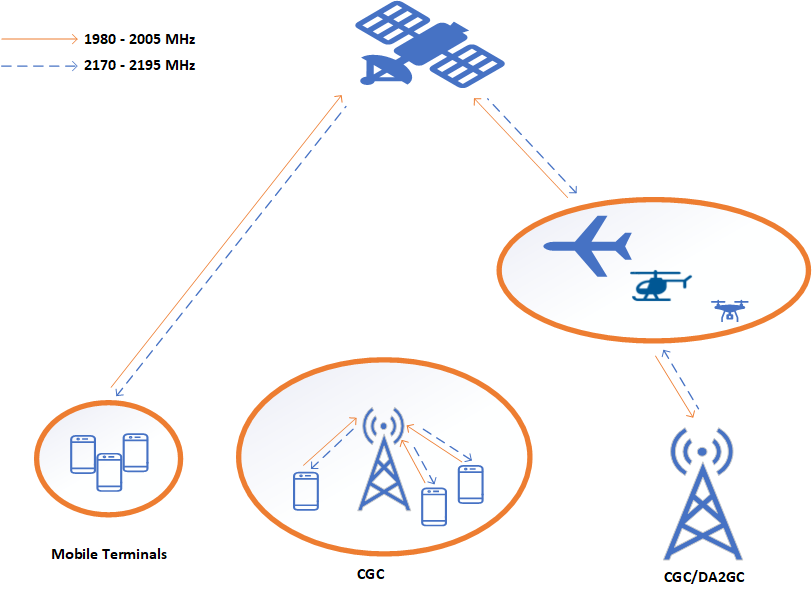 1980 - 2005 MHz
2170 - 2195 MHz
Mobile Terminals
CGC
CGC/DA2GC